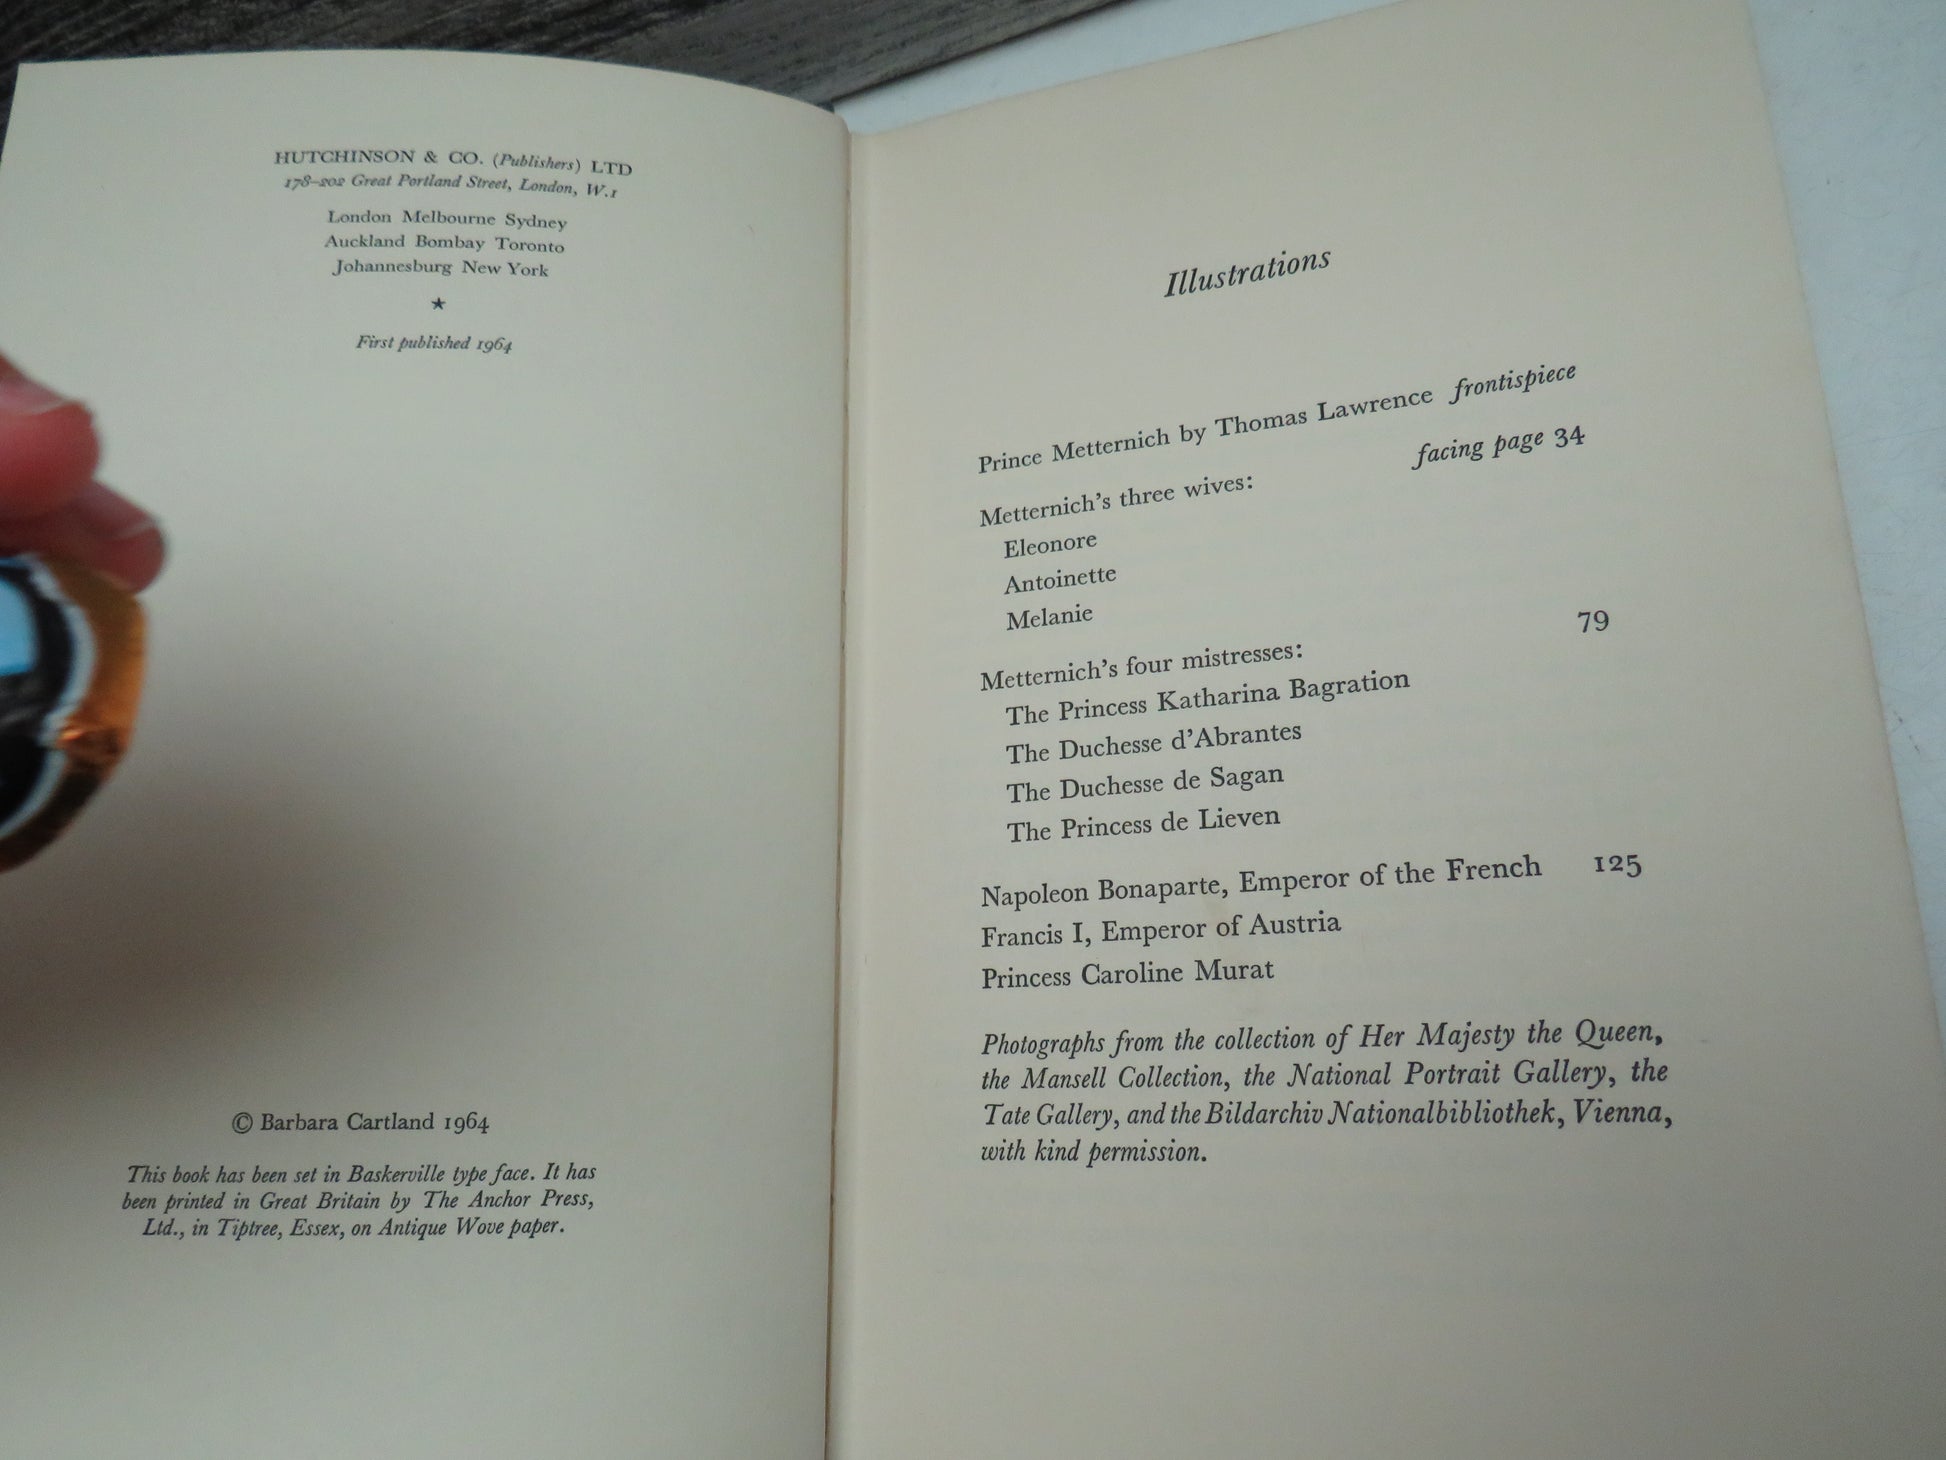 HUTCHINSON & CO. (Publishers) LTD
178–202 Great Portland Street, London, W.1
London Melbourne Sydney
Auckland Bombay Toronto
Johannesburg New York
★
First published 1964
© Barbara Cartland 1964
This book has been set in Baskerville type face. It has
been printed in Great Britain by The Anchor Press,
Ltd., in Tiptree, Essex, on Antique Wove paper.
Illustrations
Prince Metternich by Thomas Lawrence frontispiece
Metternich's three wives: facing page 34
Eleonore
Antoinette
Melanie
Metternich's four mistresses: 79
The Princess Katharina Bagration
The Duchesse d'Abrantes
The Duchesse de Sagan
The Princess de Lieven
Napoleon Bonaparte, Emperor of the French 125
Francis I, Emperor of Austria
Princess Caroline Murat
Photographs from the collection of Her Majesty the Queen,
the Mansell Collection, the National Portrait Gallery, the
Tate Gallery, and the Bildarchiv Nationalbibliothek, Vienna,
with kind permission.